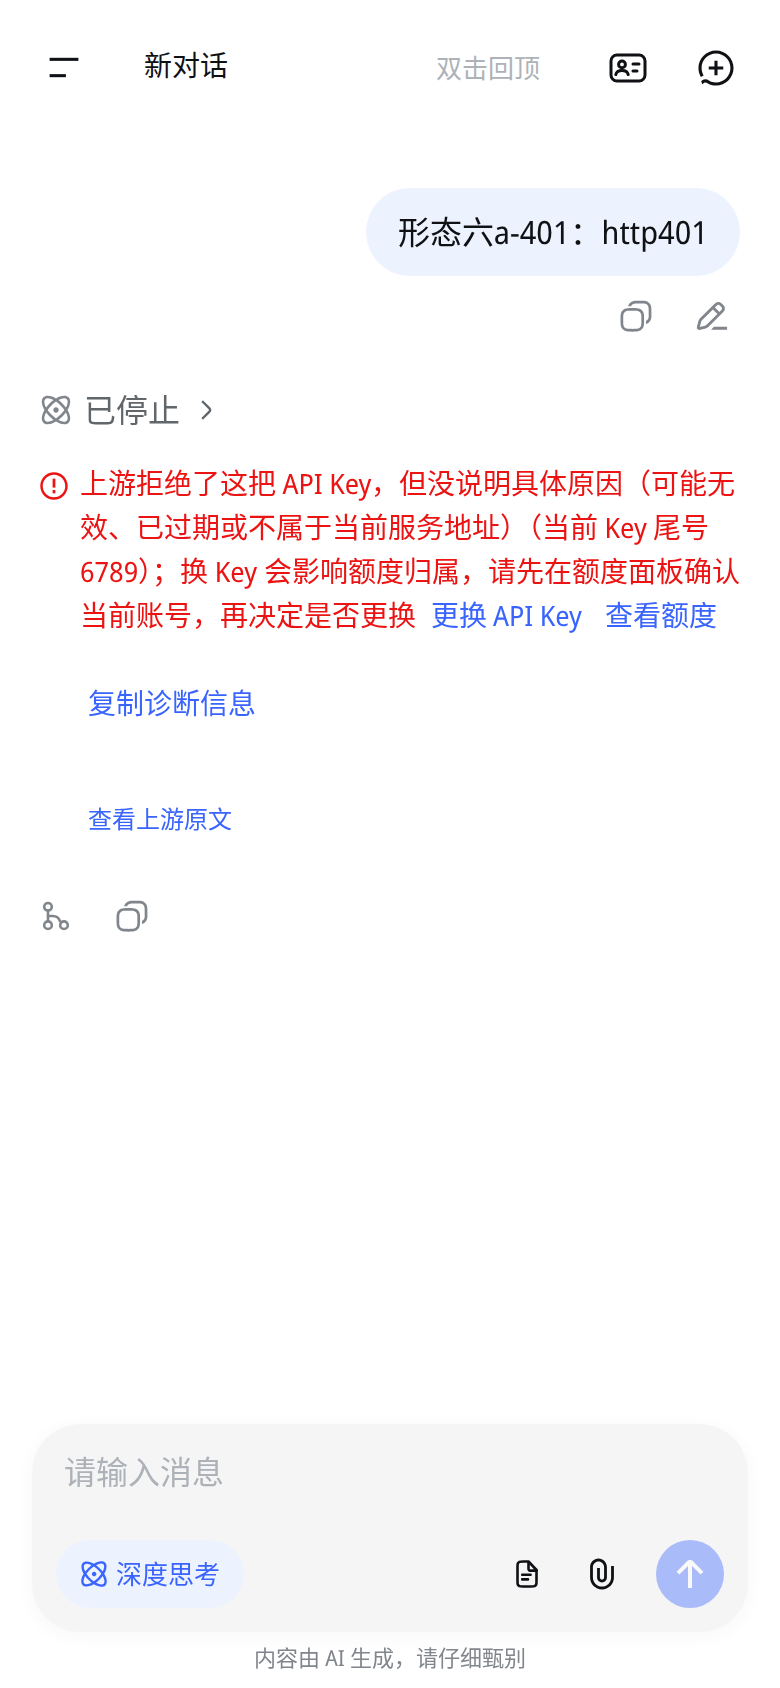 新对话
双击回顶
形态六a-401：http401
已停止
上游拒绝了这把 API Key，但没说明具体原因（可能无
效、已过期或不属于当前服务地址）（当前 Key 尾号
6789）；换 Key 会影响额度归属，请先在额度面板确认
当前账号，再决定是否更换 更换 API Key 查看额度
复制诊断信息
查看上游原文
请输入消息
深度思考
内容由 AI 生成，请仔细甄别